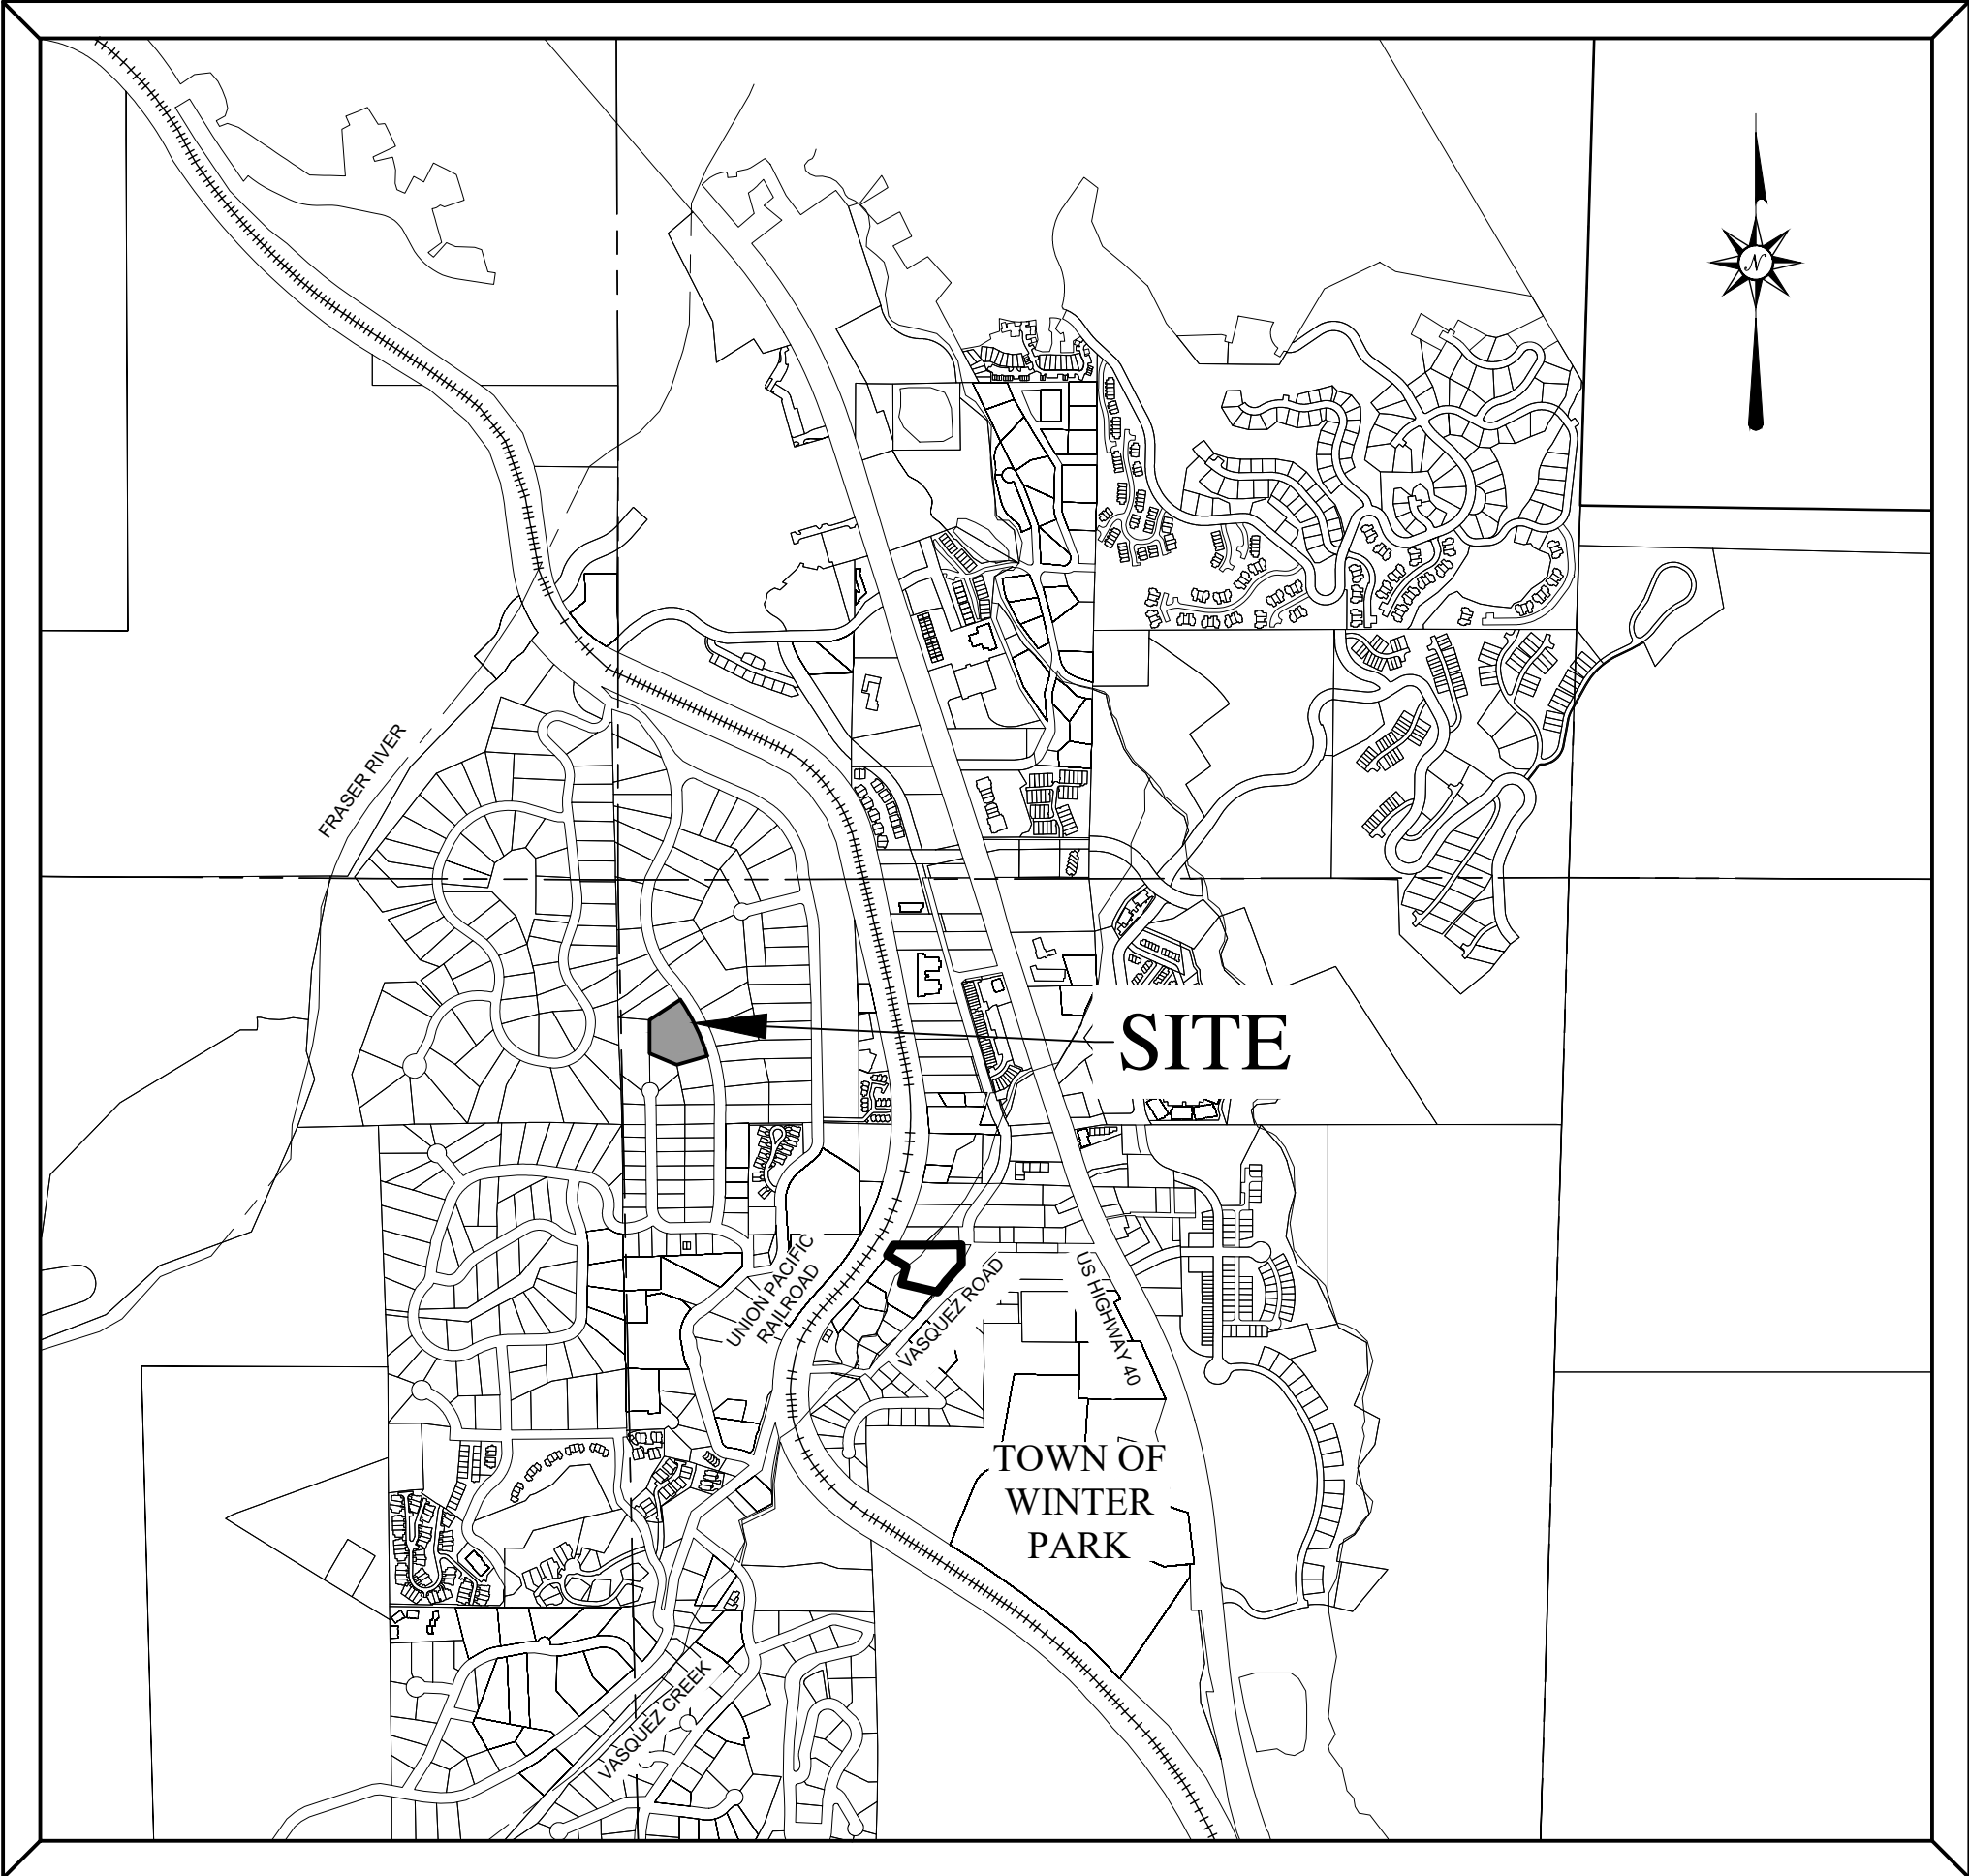 N
FRASER RIVER
SITE
UNION PACIFIC
RAILROAD
VASQUEZ ROAD
US HIGHWAY 40
TOWN OF
WINTER
PARK
VASQUEZ CREEK